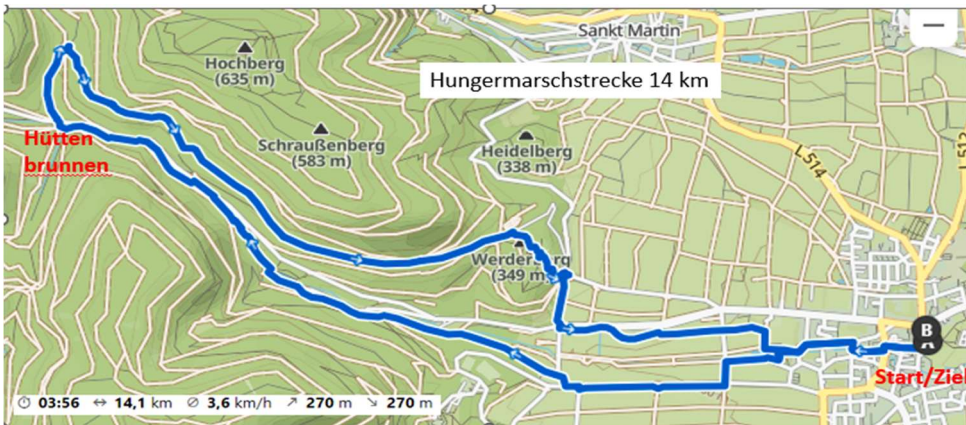 Sankt Martin
Hochberg
(635 m)
Hungermarschstrecke 14 km
Schraußenberg
(583 m)
Heidelberg
(338 m)
L514
L512
Hütten
brunnen
Werderberg
(349 m)
B
A
Start/Ziel
03:56 14,1 km 3,6 km/h 270 m 270 m